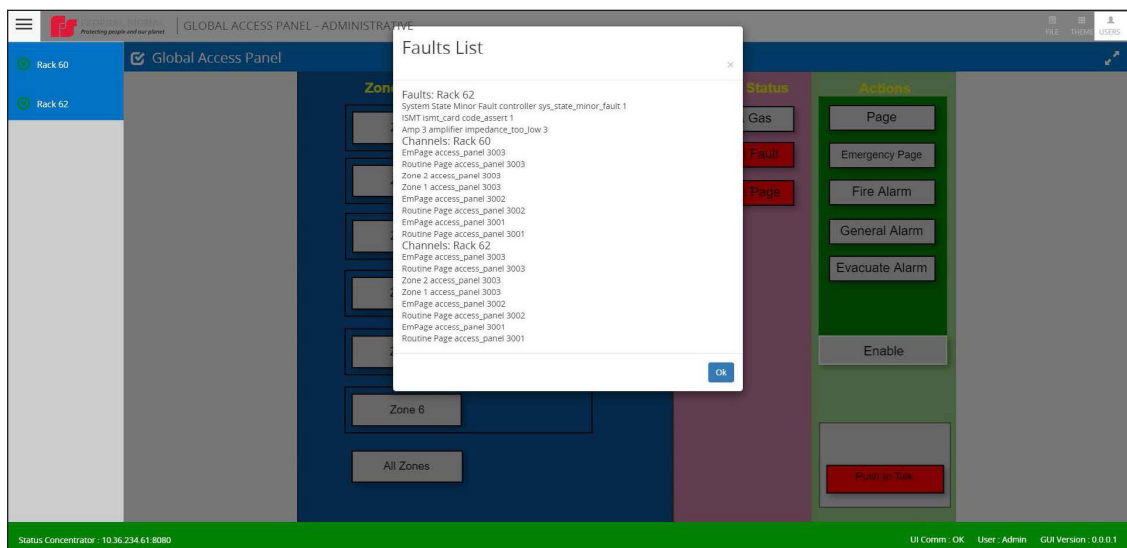 FEDERAL SIGNAL
Protecting people and our planet
GLOBAL ACCESS PANEL - ADMINISTRATIVE
FILE THEME USERS
Rack 60
Rack 62
Global Access Panel
Faults List
×
Faults: Rack 62
System State Minor Fault controller sys_state_minor_fault 1
ISMT ismt_card code_assert 1
Amp 3 amplifier impedance_too_low 3
Channels: Rack 60
EmPage access_panel 3003
Routine Page access_panel 3003
Zone 2 access_panel 3003
Zone 1 access_panel 3003
EmPage access_panel 3002
Routine Page access_panel 3002
EmPage access_panel 3001
Routine Page access_panel 3001
Channels: Rack 62
EmPage access_panel 3003
Routine Page access_panel 3003
Zone 2 access_panel 3003
Zone 1 access_panel 3003
EmPage access_panel 3002
Routine Page access_panel 3002
EmPage access_panel 3001
Routine Page access_panel 3001
Ok
Zone 6
All Zones
Status
Gas
Fault
Page
Actions
Page
Emergency Page
Fire Alarm
General Alarm
Evacuate Alarm
Enable
Push to Talk
Status Concentrator : 10.36.234.61:8080
UI Comm : OK User : Admin GUI Version : 0.0.0.1